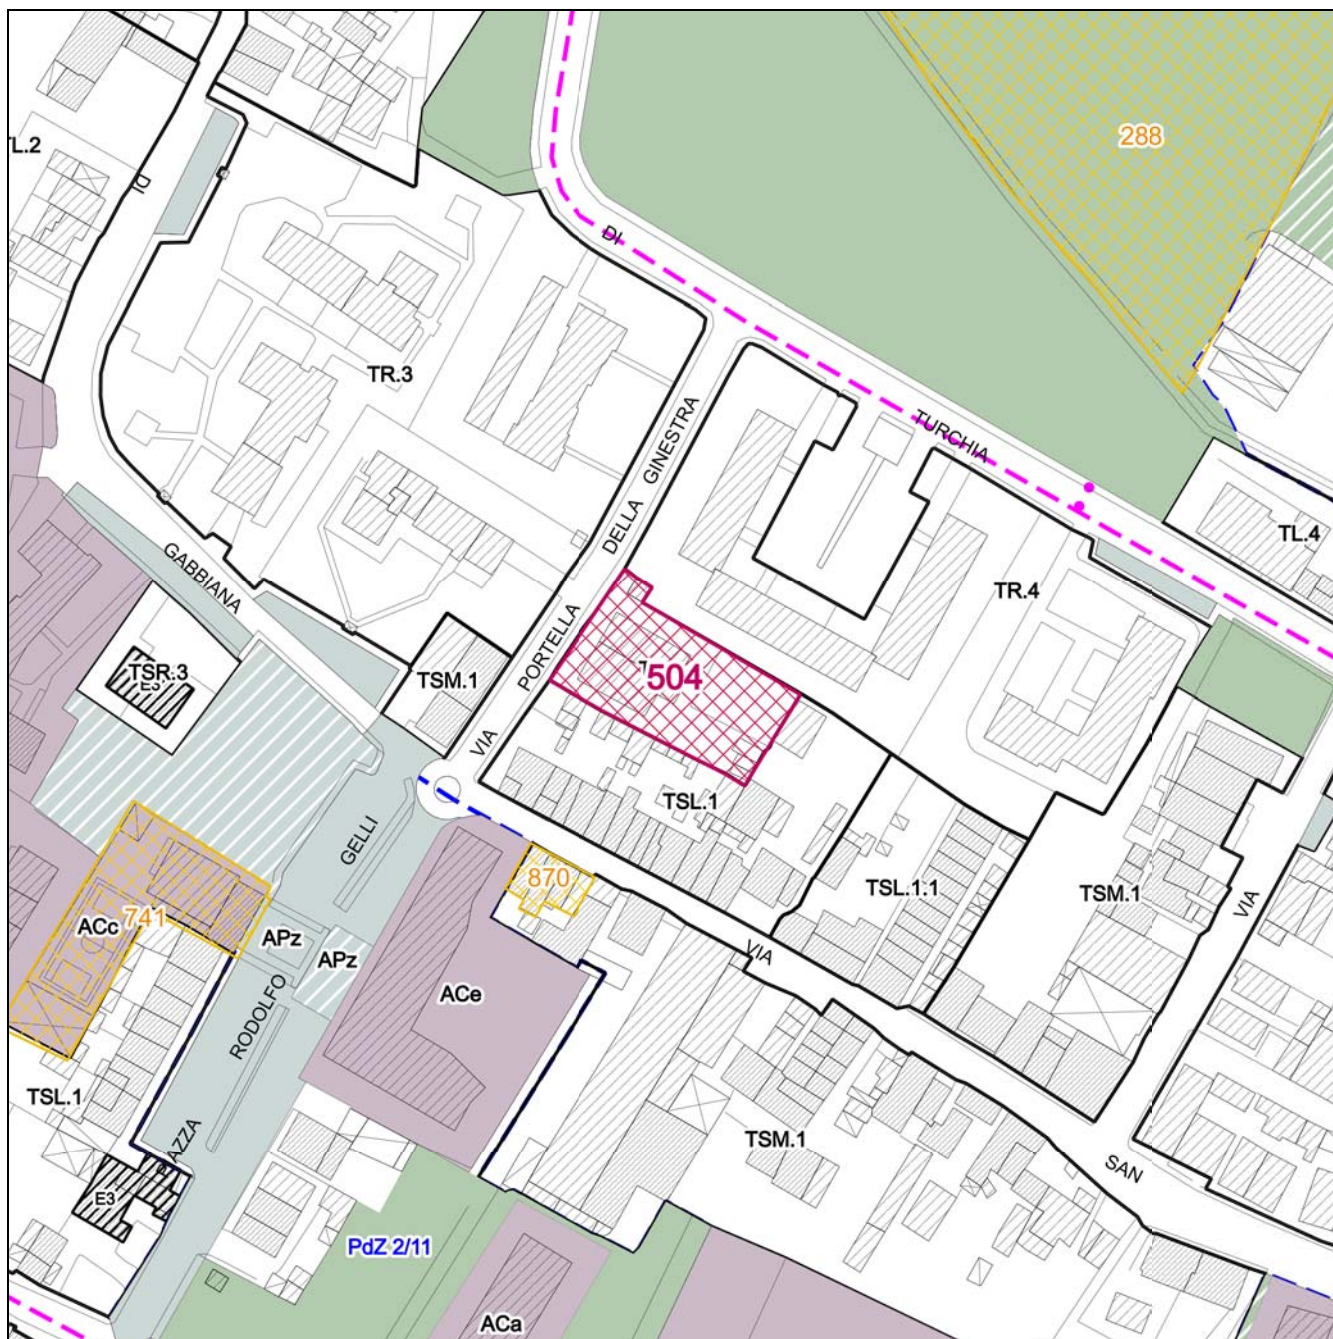 288
TL.2
DI
DI
TR.3
GINESTRA
TURCHIA
DELLA
TL.4
GABBIANA
TR.4
PORTELLA
TSR.3
TSM.1
504
VIA
TSL.1
GELLI
870
TSL.1.1
TSM.1
VIA
ACc
741
APz
APz
VIA
ACe
RODOLFO
TSL.1
TSM.1
SAN
E3
PdZ 2/11
ACa